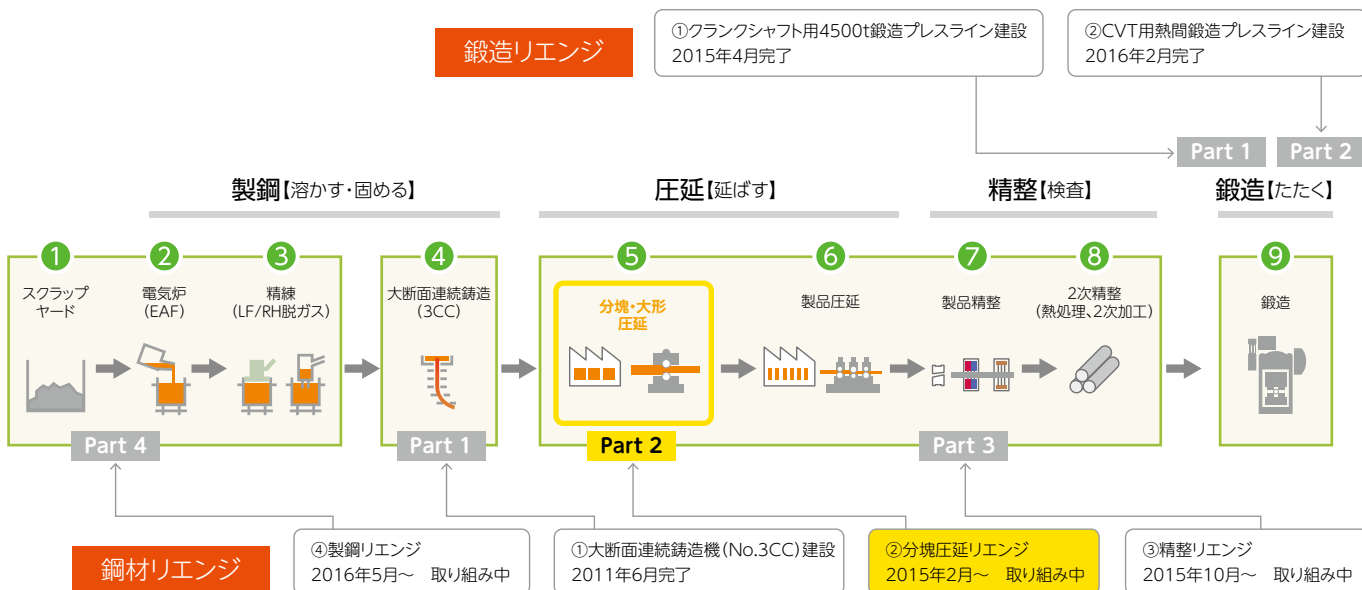 鍛造リエンジ
①クランクシャフト用4500t鍛造プレスライン建設
2015年4月完了
②CVT用熱間鍛造プレスライン建設
2016年2月完了
Part 1
Part 2
製鋼【溶かす・固める】
圧延【延ばす】
精整【検査】
鍛造【たたく】
1
2
3
4
5
6
7
8
9
スクラップ
ヤード
電気炉
(EAF)
精練
(LF/RH脱ガス)
大断面連続鋳造
(3CC)
分塊・大形
圧延
製品圧延
製品精整
2次精整
(熱処理、2次加工)
鍛造
Part 4
Part 1
Part 2
Part 3
鋼材リエンジ
④製鋼リエンジ
2016年5月～ 取り組み中
①大断面連続鋳造機(No.3CC)建設
2011年6月完了
②分塊圧延リエンジ
2015年2月～ 取り組み中
③精整リエンジ
2015年10月～ 取り組み中